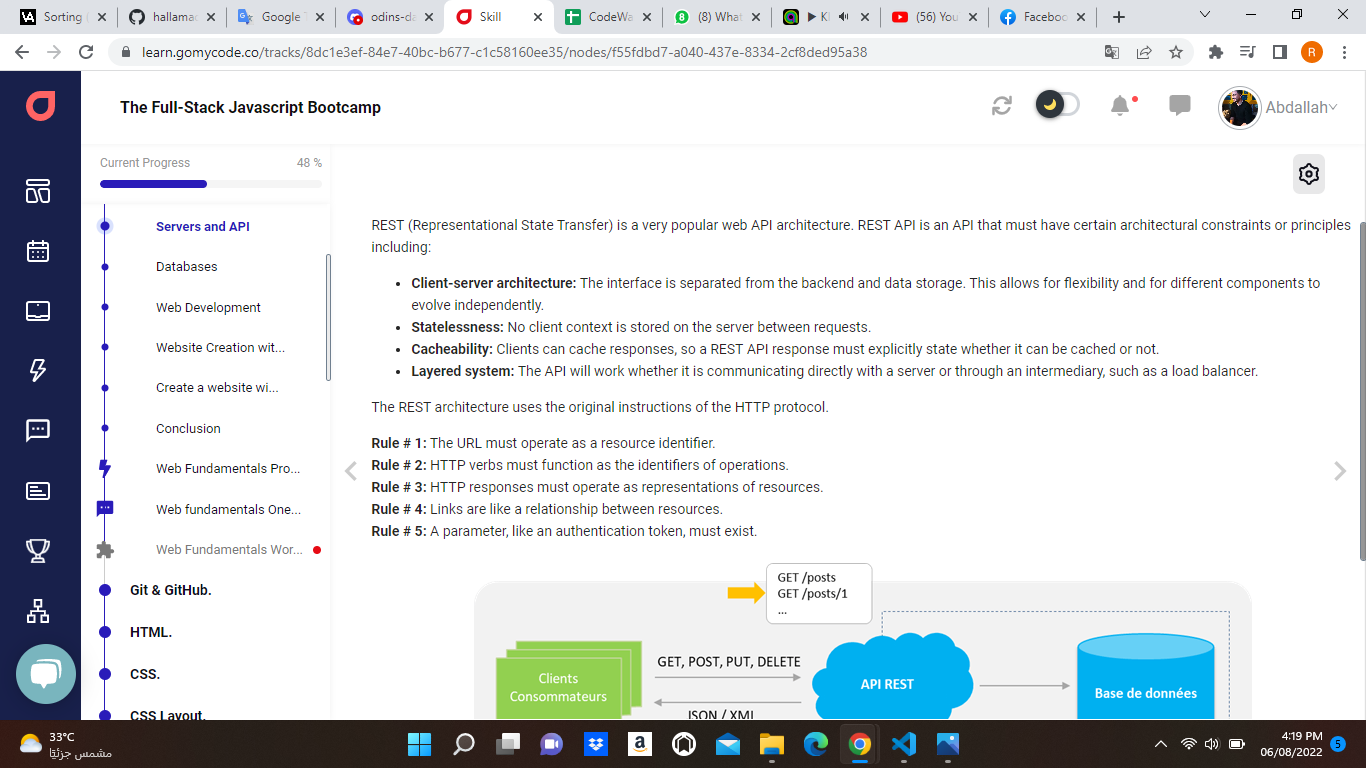 Sorting
hallamac
Google T
odins-da
Skill
CodeWa
(8) What
(56) You
Faceboo
learn.gomycode.co/tracks/8dc1e3ef-84e7-40bc-b677-c1c58160ee35/nodes/f55fdbd7-a040-437e-8334-2cf8ded95a38
R
The Full-Stack Javascript Bootcamp
Abdallah
Current Progress 48 %
Servers and API
Databases
Web Development
Website Creation wit...
Create a website wi...
Conclusion
Web Fundamentals Pro...
Web fundamentals One...
Web Fundamentals Wor...
Git & GitHub.
HTML.
CSS.
CSS Layout.
REST (Representational State Transfer) is a very popular web API architecture. REST API is an API that must have certain architectural constraints or principles
including:
• Client-server architecture: The interface is separated from the backend and data storage. This allows for flexibility and for different components to
evolve independently.
• Statelessness: No client context is stored on the server between requests.
• Cacheability: Clients can cache responses, so a REST API response must explicitly state whether it can be cached or not.
• Layered system: The API will work whether it is communicating directly with a server or through an intermediary, such as a load balancer.
The REST architecture uses the original instructions of the HTTP protocol.
Rule # 1: The URL must operate as a resource identifier.
Rule # 2: HTTP verbs must function as the identifiers of operations.
Rule # 3: HTTP responses must operate as representations of resources.
Rule # 4: Links are like a relationship between resources.
Rule # 5: A parameter, like an authentication token, must exist.
GET /posts
GET /posts/1
...
Clients
Consommateurs
GET, POST, PUT, DELETE
JSON / XML
API REST
Base de données
33°C
مشمس جزئيًا
4:19 PM
06/08/2022
5